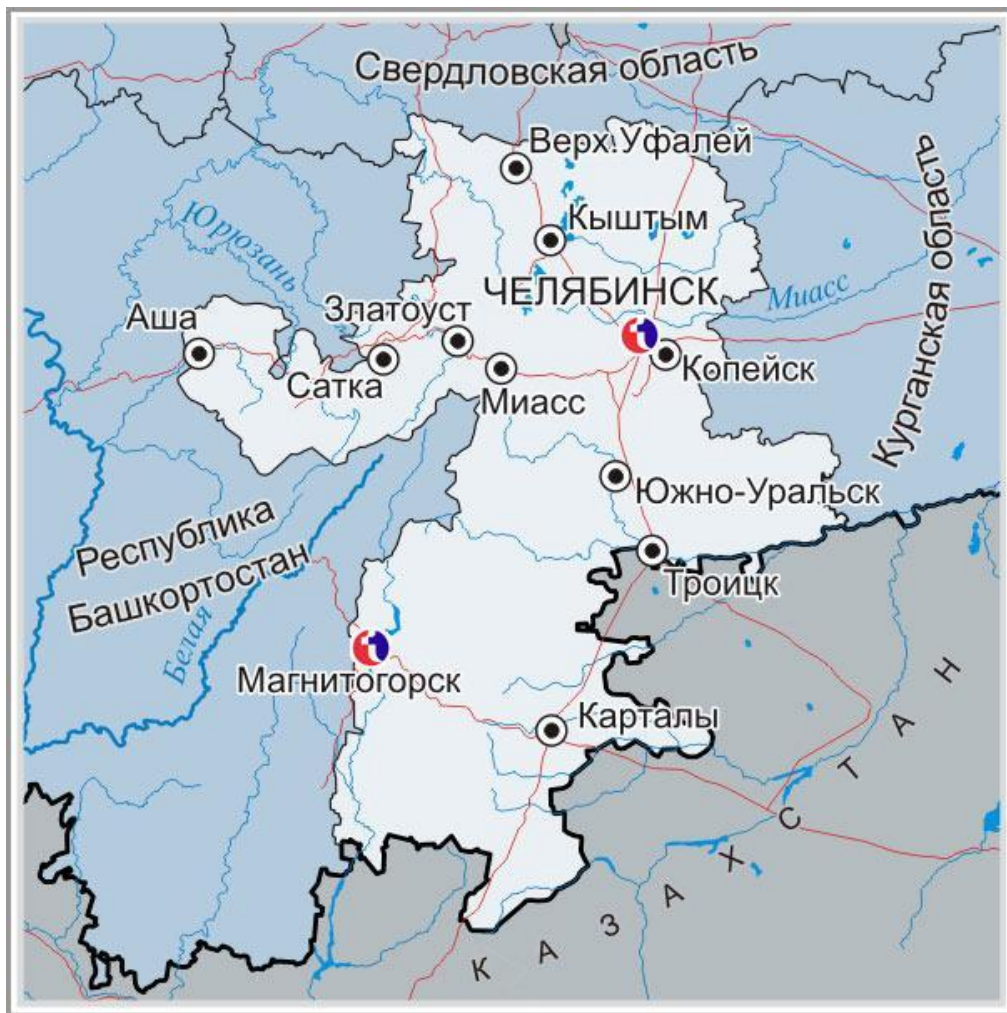 Свердловская область
Верх.Уфалей
Курганская область
Кыштым
Юрюзань
ЧЕЛЯБИНСК
Миасс
Аша
Златоуст
Сатка
Миасс
Копейск
Южно-Уральск
Республика
Башкортостан
Троицк
Белая
Магнитогорск
Карталы
КАЗАХСТАН